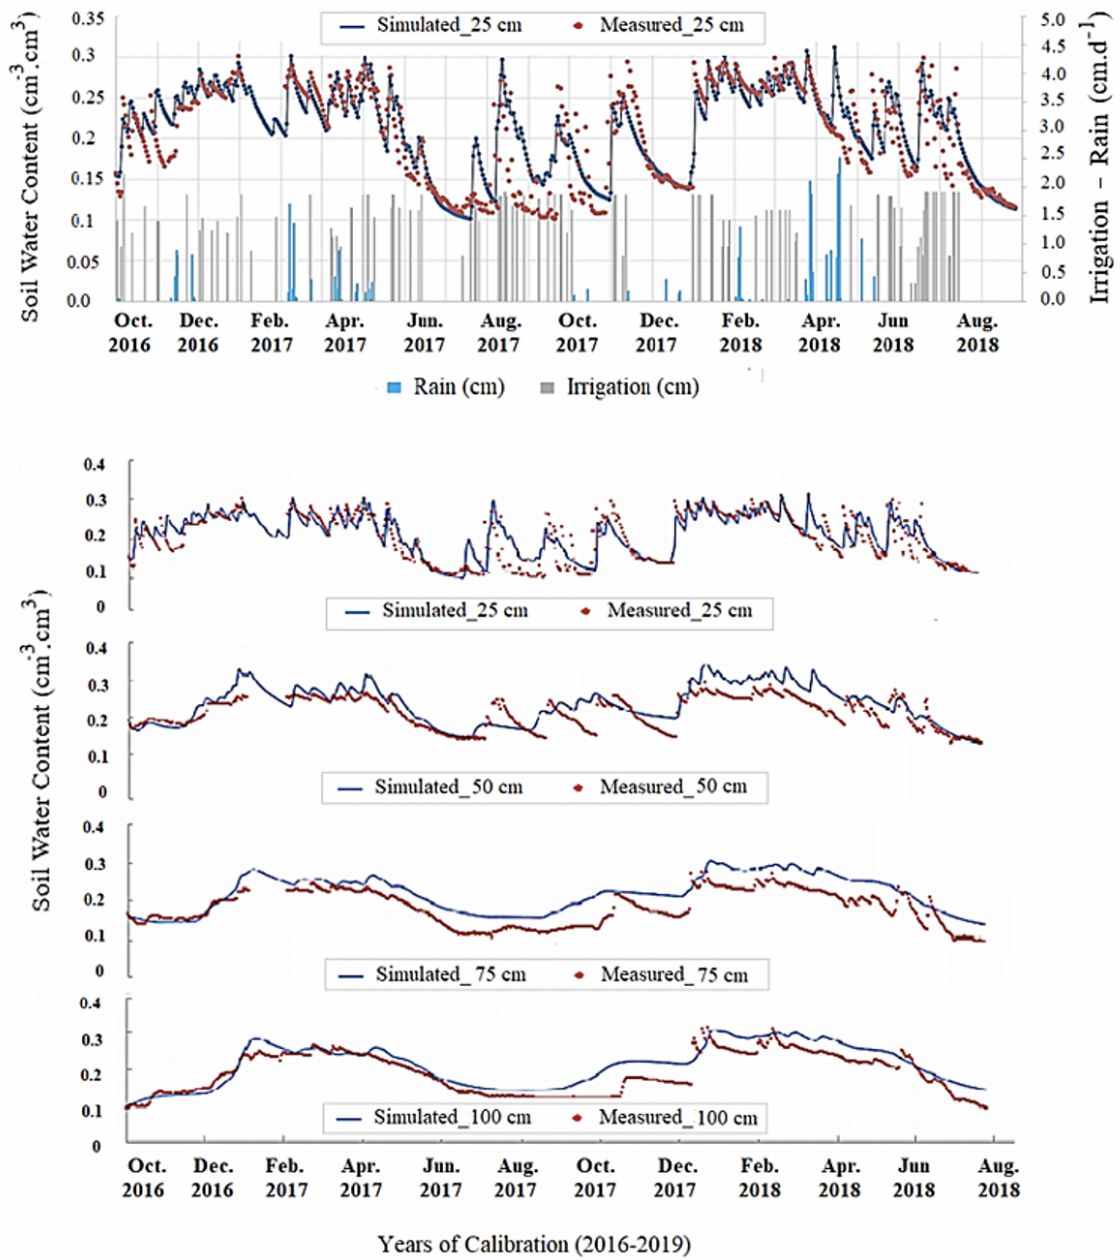 Simulated_25 cm Measured_25 cm
Soil Water Content (cm⁻³.cm³)
0.35
0.3
0.25
0.2
0.15
0.1
0.05
0.0
5.0
4.5
4.0
3.5
3.0
2.5
2.0
1.5
1.0
0.5
0.0
Irrigation – Rain (cm.d⁻¹)
Oct. Dec. Feb. Apr. Jun. Aug. Oct. Dec. Feb. Apr. Jun Aug.
2016 2016 2017 2017 2017 2017 2017 2017 2018 2018 2018 2018
Rain (cm) Irrigation (cm)
Soil Water Content (cm⁻³.cm³)
0.4
0.3
0.2
0.1
0
Simulated_25 cm Measured_25 cm
0.4
0.3
0.2
0.1
0
Simulated_50 cm Measured_50 cm
0.4
0.3
0.2
0.1
0
Simulated_ 75 cm Measured_ 75 cm
0.4
0.3
0.2
0.1
0
Simulated_100 cm Measured_100 cm
Oct. Dec. Feb. Apr. Jun. Aug. Oct. Dec. Feb. Apr. Jun Aug.
2016 2016 2017 2017 2017 2017 2017 2017 2018 2018 2018 2018
Years of Calibration (2016-2019)